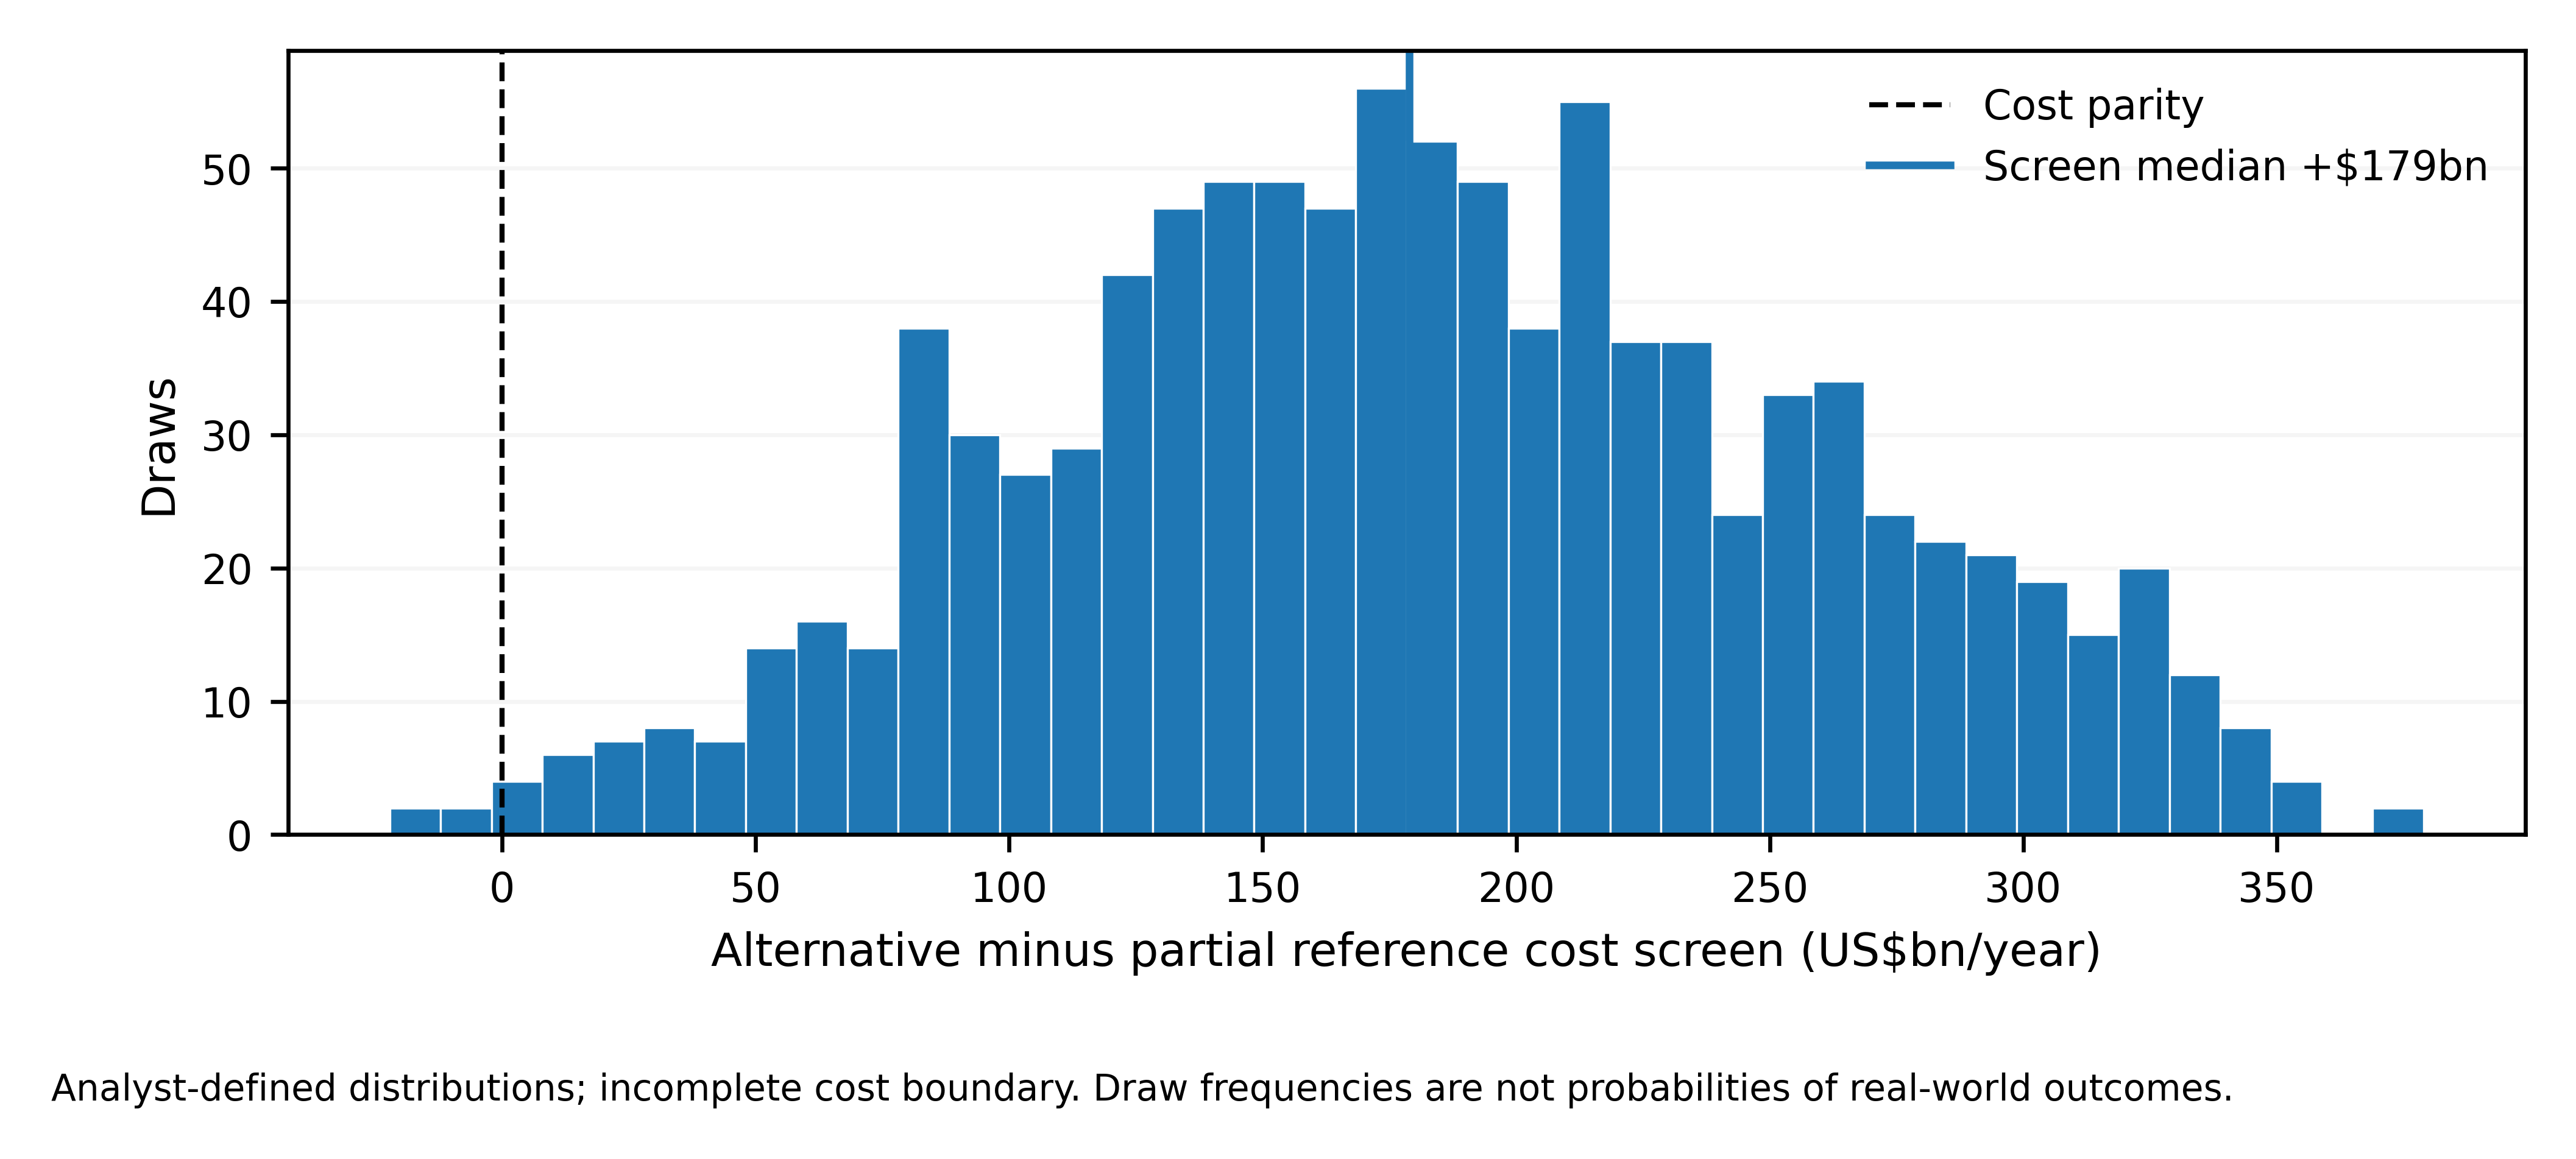 Cost parity
Screen median +$179bn
50
40
30
20
10
0
Draws
0 50 100 150 200 250 300 350
Alternative minus partial reference cost screen (US$bn/year)
Analyst-defined distributions; incomplete cost boundary. Draw frequencies are not probabilities of real-world outcomes.